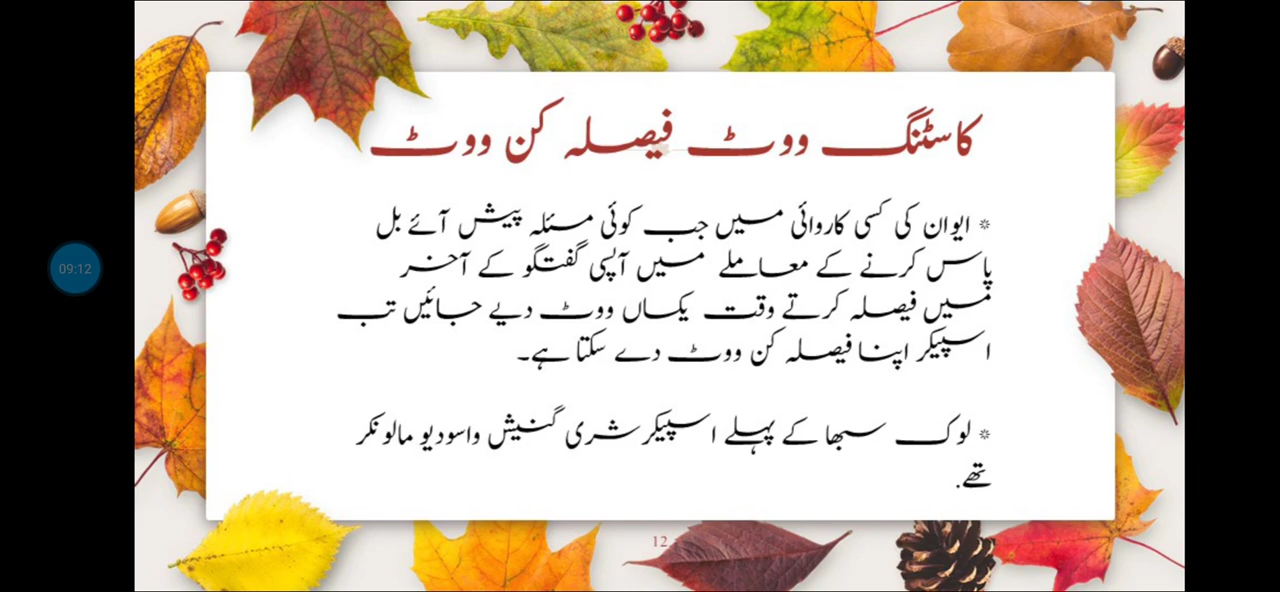 کاسٹنگ ووٹ فیصلہ کن ووٹ
* ایوان کی کسی کاروائی میں جب کوئی مسئلہ پیش آئے بل
پاس کرنے کے معاملے میں آپسی گفتگو کے آخر
میں فیصلہ کرتے وقت یکساں ووٹ دیے جائیں تب
اسپیکر اپنا فیصلہ کن ووٹ دے سکتا ہے۔
09:12
* لوک سبھا کے پہلے اسپیکر شری گنیش واسودیو مالونکر
تھے.
12